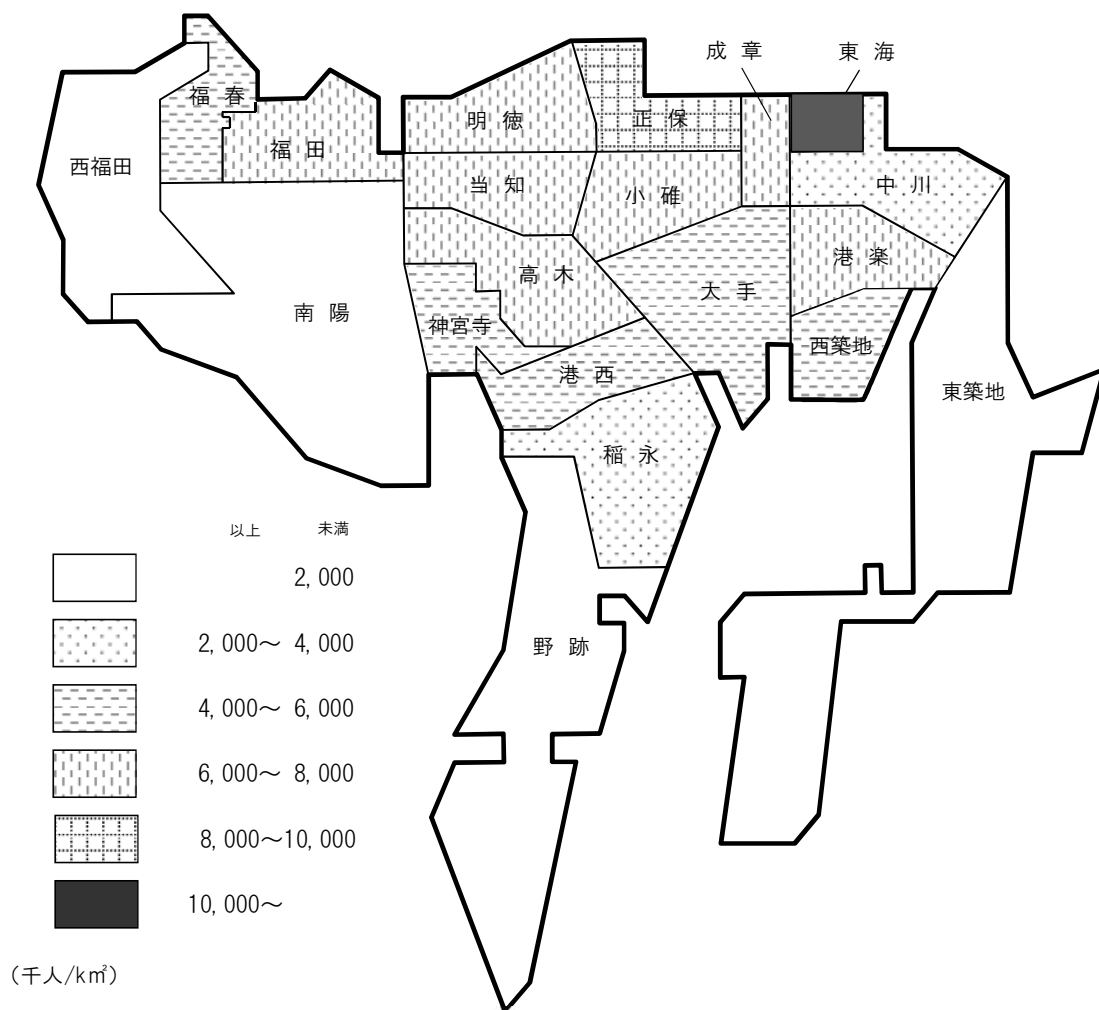 成 章
東 海
福 春
明 徳
正 保
福 田
西福田
当 知
小 碓
中 川
港 楽
高 木
大 手
南 陽
神宮寺
西築地
港 西
東築地
稲 永
野 跡
以上 未満
2,000
2,000～ 4,000
4,000～ 6,000
6,000～ 8,000
8,000～10,000
10,000～
(千人/k㎡)